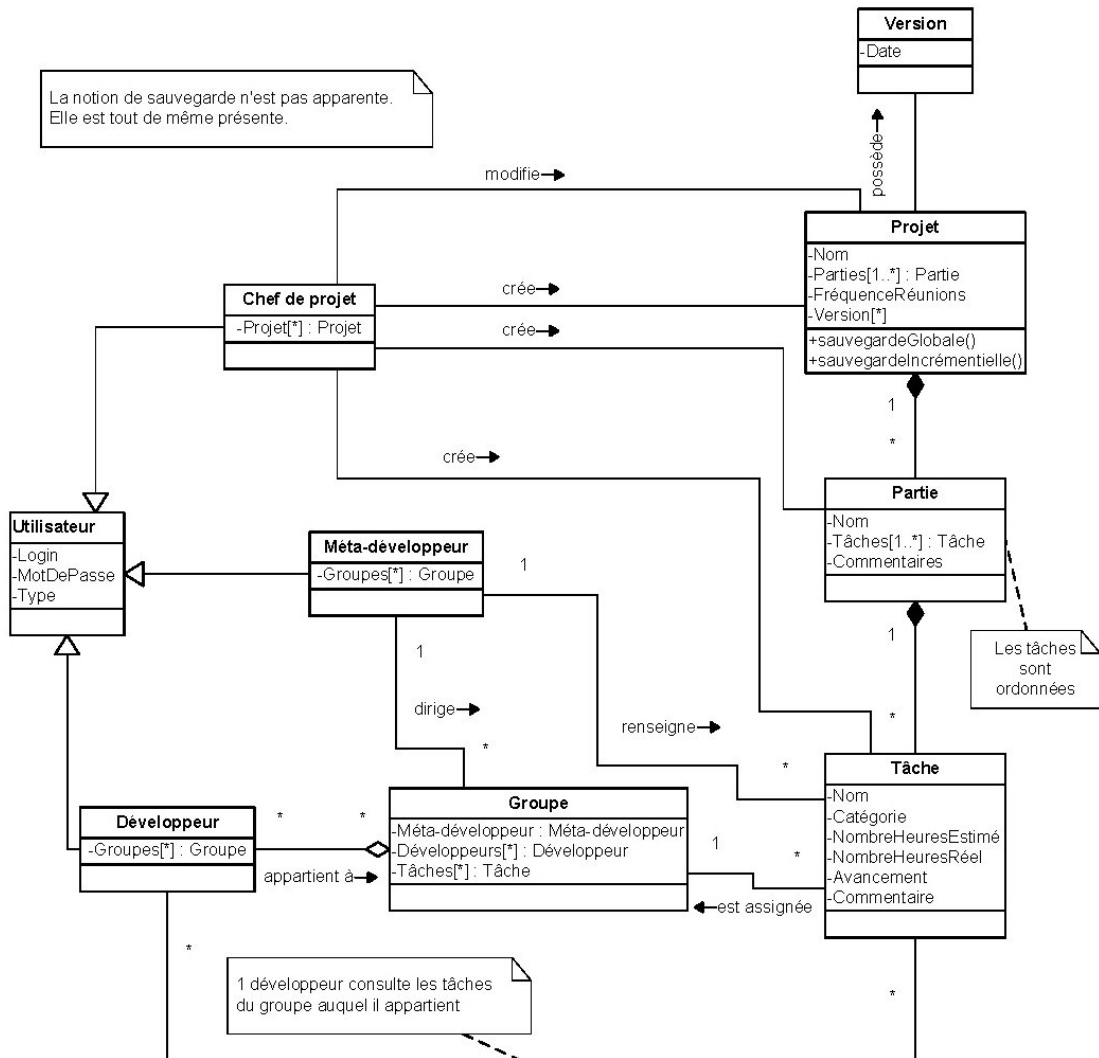 Version
-Date
La notion de sauvegarde n'est pas apparente.
Elle est tout de même présente.
possède
modifie
Projet
-Nom
-Parties[1..*] : Partie
-FréquenceRéunions
-Version[*]
+sauvegardeGlobale()
+sauvegardeIncrémentielle()
Chef de projet
-Projet[*] : Projet
crée
crée
1
*
crée
Partie
-Nom
-Tâches[1..*] : Tâche
-Commentaires
Utilisateur
-Login
-MotDePasse
-Type
Méta-développeur
-Groupes[*] : Groupe
1
1
1
Les tâches
sont
ordonnées
dirige
*
renseigne
*
*
Tâche
-Nom
-Catégorie
-NombreHeuresEstimé
-NombreHeuresRéel
-Avancement
-Commentaire
Développeur
-Groupes[*] : Groupe
*
*
appartient à
Groupe
-Méta-développeur : Méta-développeur
-Développeurs[*] : Développeur
-Tâches[*] : Tâche
1
*
est assignée
*
1 développeur consulte les tâches
du groupe auquel il appartient
*